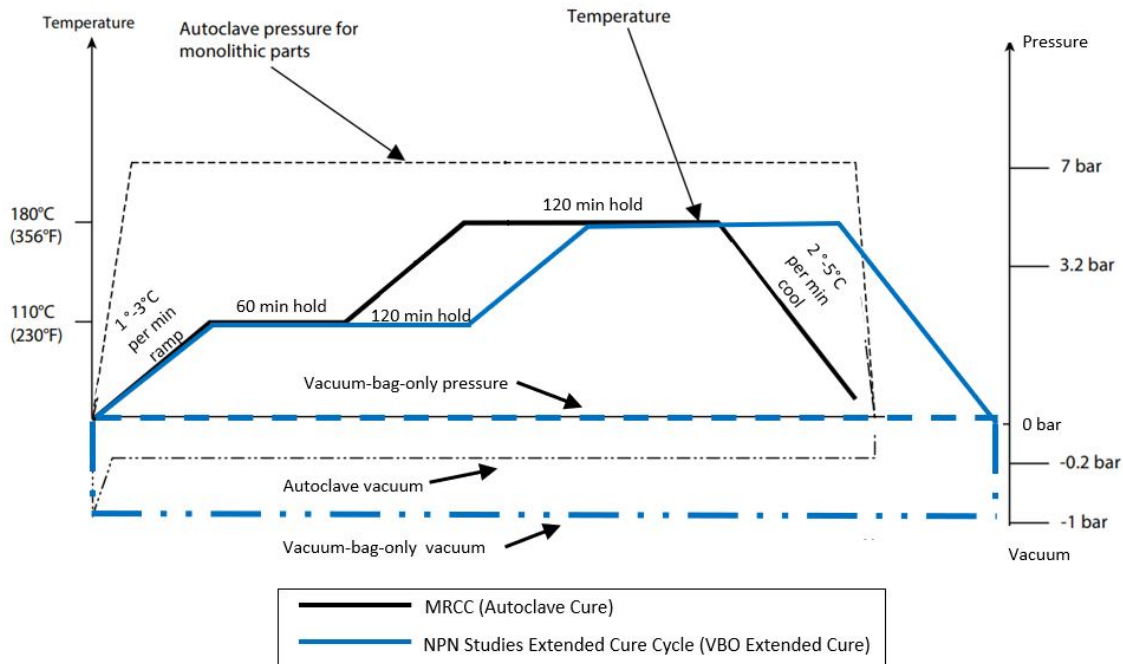 Temperature
Autoclave pressure for
monolithic parts
Temperature
Pressure
7 bar
180°C
(356°F)
120 min hold
3.2 bar
2°-5°C
per min
cool
110°C
(230°F)
1°-3°C
per min
ramp
60 min hold
120 min hold
Vacuum-bag-only pressure
0 bar
-0.2 bar
Autoclave vacuum
-1 bar
Vacuum-bag-only vacuum
Vacuum
MRCC (Autoclave Cure)
NPN Studies Extended Cure Cycle (VBO Extended Cure)